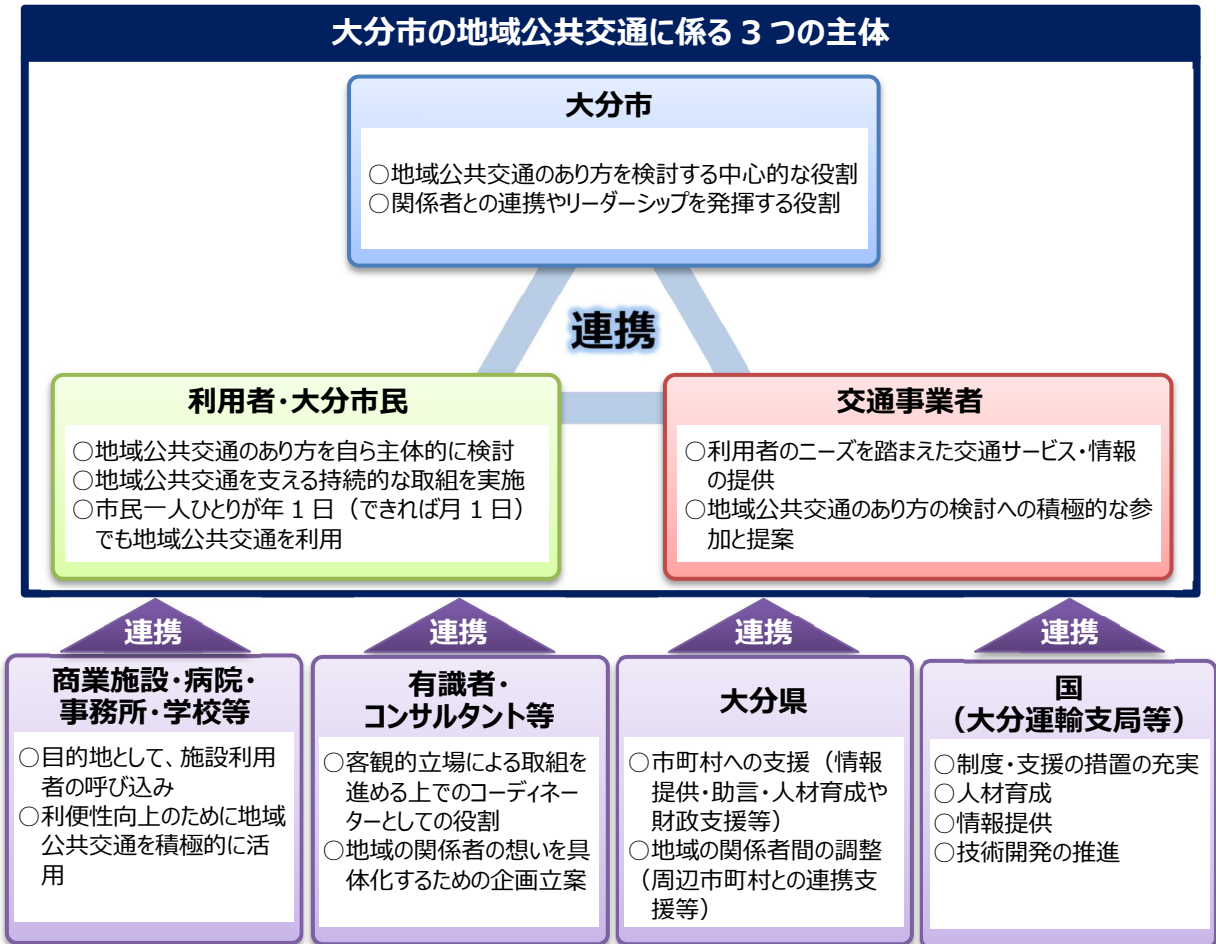 大分市の地域公共交通に係る３つの主体
大分市
○地域公共交通のあり方を検討する中心的な役割
○関係者との連携やリーダーシップを発揮する役割
連携
利用者・大分市民
○地域公共交通のあり方を自ら主体的に検討
○地域公共交通を支える持続的な取組を実施
○市民一人ひとりが年１日（できれば月１日）
でも地域公共交通を利用
交通事業者
○利用者のニーズを踏まえた交通サービス・情報
の提供
○地域公共交通のあり方の検討への積極的な参
加と提案
連携
商業施設・病院・
事務所・学校等
○目的地として、施設利用
者の呼び込み
○利便性向上のために地域
公共交通を積極的に活
用
連携
有識者・
コンサルタント等
○客観的立場による取組を
進める上でのコーディネー
ターとしての役割
○地域の関係者の想いを具
体化するための企画立案
連携
大分県
○市町村への支援（情報
提供・助言・人材育成や
財政支援等）
○地域の関係者間の調整
（周辺市町村との連携支
援等）
連携
国
（大分運輸支局等）
○制度・支援の措置の充実
○人材育成
○情報提供
○技術開発の推進